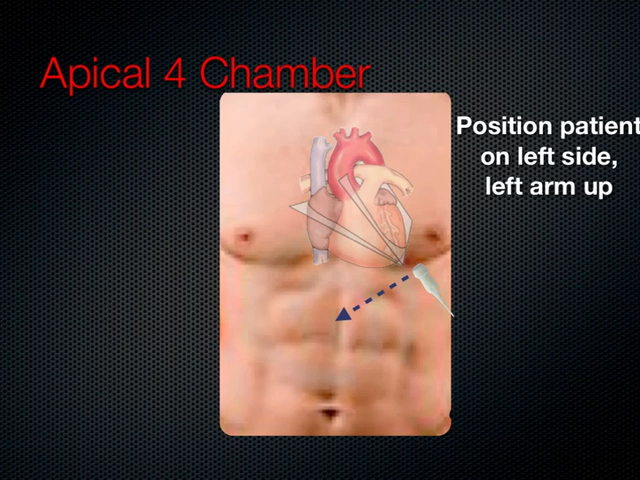 Apical 4 Chamber
Position patient
on left side,
left arm up